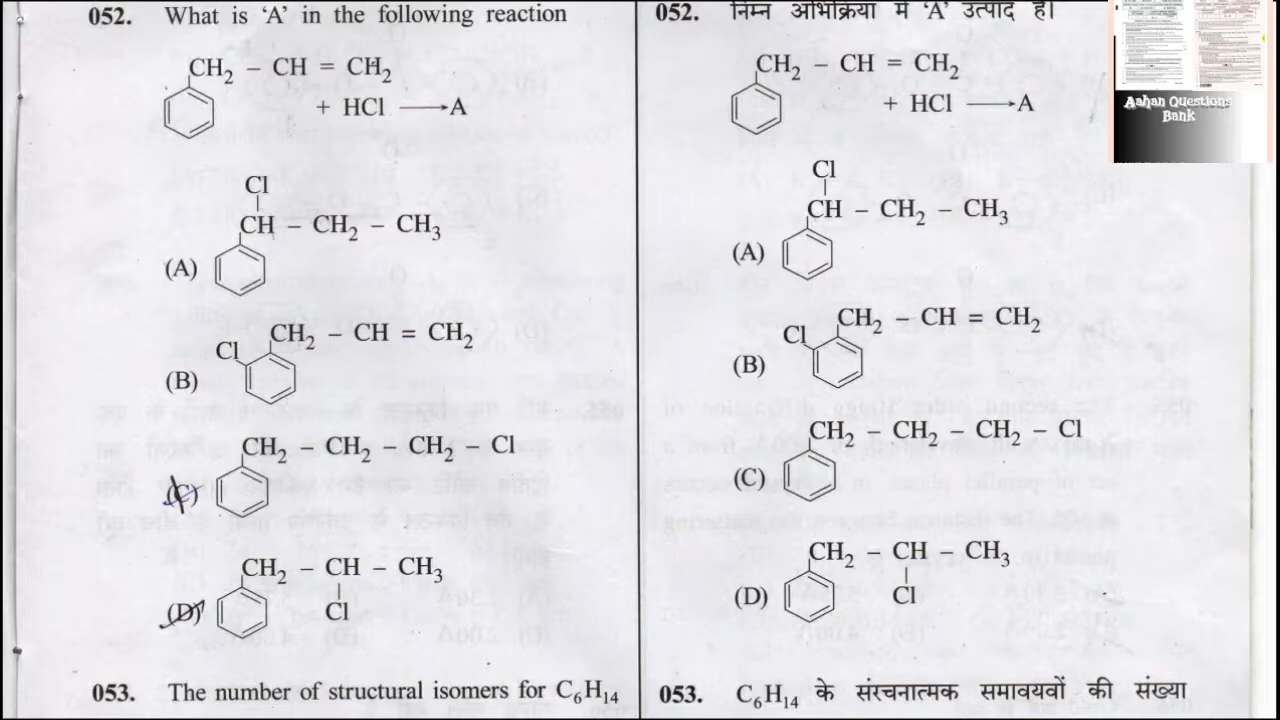 052. What is 'A' in the following reaction
CH₂ – CH = CH₂
+ HCl ⟶ A
Cl
CH – CH₂ – CH₃
(A)
CH₂ – CH = CH₂
Cl
(B)
CH₂ – CH₂ – CH₂ – Cl
(C)
CH₂ – CH – CH₃
(D)
Cl
053. The number of structural isomers for C₆H₁₄
052. निम्न अभिक्रिया में 'A' उत्पाद है।
CH₂ – CH = CH₂
+ HCl ⟶ A
Cl
CH – CH₂ – CH₃
(A)
CH₂ – CH = CH₂
Cl
(B)
CH₂ – CH₂ – CH₂ – Cl
(C)
CH₂ – CH – CH₃
(D)
Cl
053. C₆H₁₄ के संरचनात्मक समावयवों की संख्या
Aahan Questions
Bank